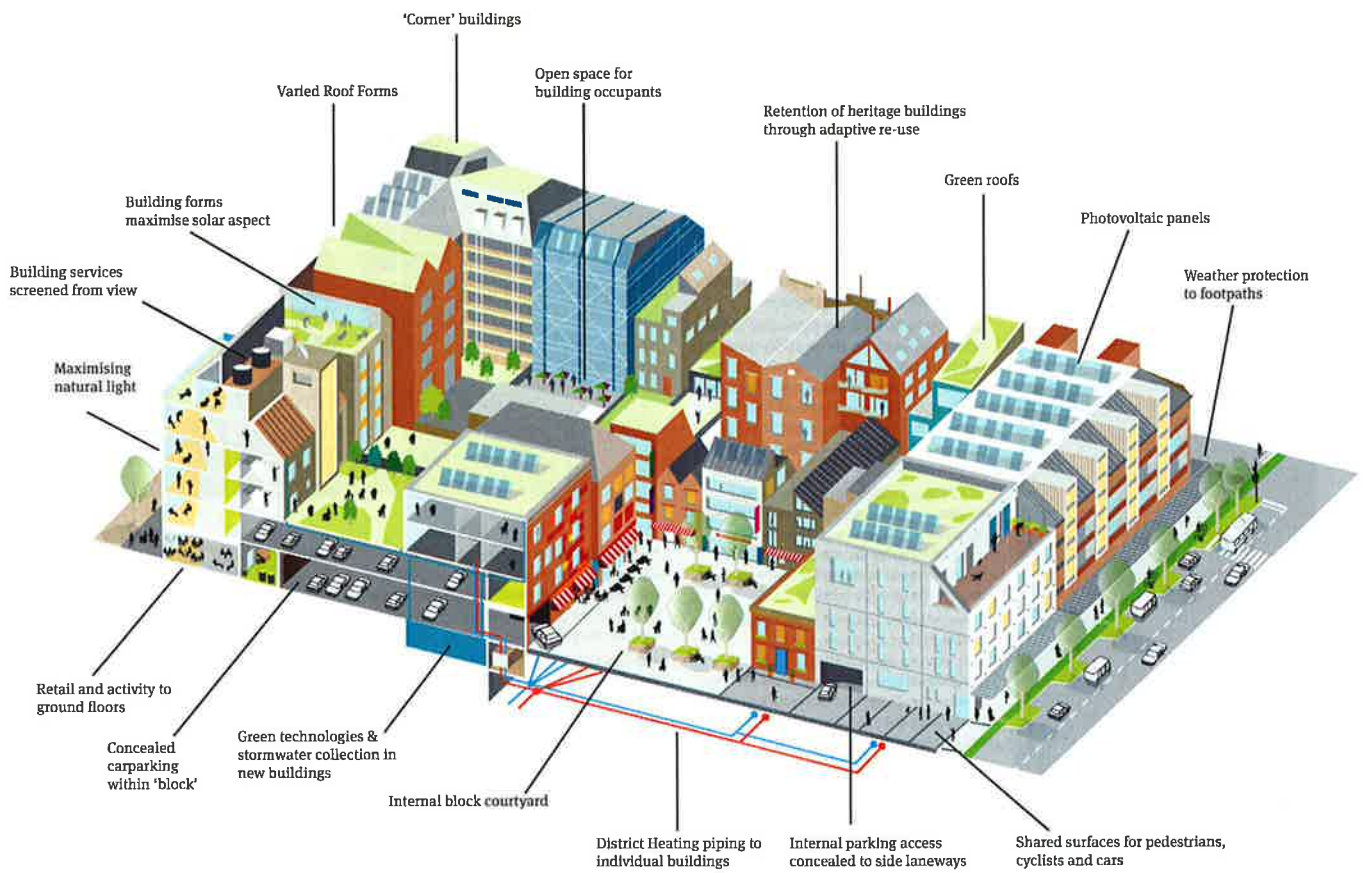 ‘Corner’ buildings
Open space for
building occupants
Varied Roof Forms
Retention of heritage buildings
through adaptive re-use
Green roofs
Building forms
maximise solar aspect
Photovoltaic panels
Building services
screened from view
Weather protection
to footpaths
Maximising
natural light
Retail and activity to
ground floors
Concealed
carparking
within ‘block’
Green technologies &
stormwater collection in
new buildings
Internal block courtyard
District Heating piping to
individual buildings
Internal parking access
concealed to side laneways
Shared surfaces for pedestrians,
cyclists and cars